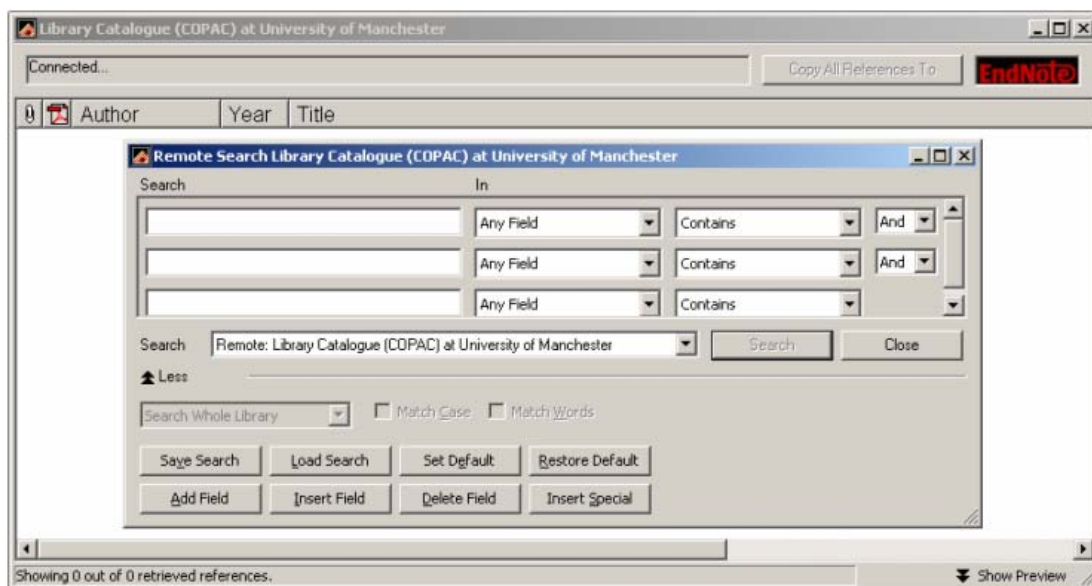 Library Catalogue (COPAC) at University of Manchester
Connected...
Copy All References To
EndNote
Author Year Title
Remote Search Library Catalogue (COPAC) at University of Manchester
Search In
Any Field Contains And
Any Field Contains And
Any Field Contains
Search Remote: Library Catalogue (COPAC) at University of Manchester Search Close
Less
Search Whole Library Match Case Match Words
Save Search Load Search Set Default Restore Default
Add Field Insert Field Delete Field Insert Special
Showing 0 out of 0 retrieved references. Show Preview